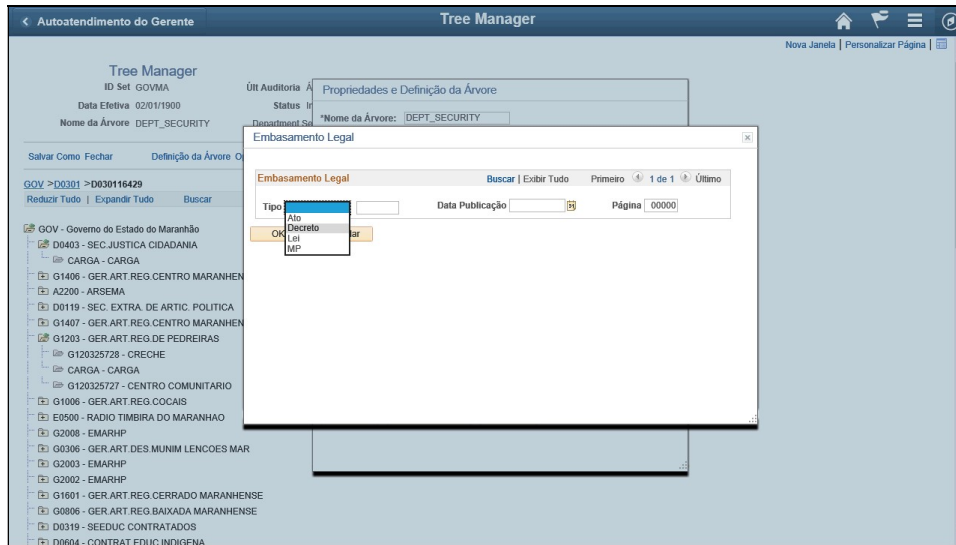 Autoatendimento do Gerente
Tree Manager
Nova Janela | Personalizar Página |
Tree Manager
ID Set GOVMA
Últ Auditoria
Data Efetiva 02/01/1900
Status
Nome da Árvore DEPT_SECURITY
Department
Propriedades e Definição da Árvore
*Nome da Árvore: DEPT_SECURITY
Salvar Como Fechar Definição da Árvore
GOV >D0301 >D030116429
Reduzir Tudo | Expandir Tudo Buscar
GOV - Governo do Estado do Maranhão
D0403 - SEC.JUSTICA CIDADANIA
CARGA - CARGA
G1406 - GER.ART.REG.CENTRO MARANHEN
A2200 - ARSEMA
D0119 - SEC. EXTRA. DE ARTIC. POLITICA
G1407 - GER.ART.REG.CENTRO MARANHEN
G1203 - GER.ART.REG.DE PEDREIRAS
G120325728 - CRECHE
CARGA - CARGA
G120325727 - CENTRO COMUNITARIO
G1006 - GER.ART.REG.COCAIS
E0500 - RADIO TIMBIRA DO MARANHAO
G2008 - EMARHP
G0306 - GER.ART.DES.MUNIM LENCOES MAR
G2003 - EMARHP
G2002 - EMARHP
G1601 - GER.ART.REG.CERRADO MARANHENSE
G0806 - GER.ART.REG.BAIXADA MARANHENSE
D0319 - SEEDUC CONTRATADOS
D0604 - CONTRAT.EDUC.INDIGENA
Embasamento Legal
Embasamento Legal
Buscar | Exibir Tudo Primeiro 1 de 1 Último
Tipo
Data Publicação
Página 00000
Ato
Decreto
Lei
MP
OK